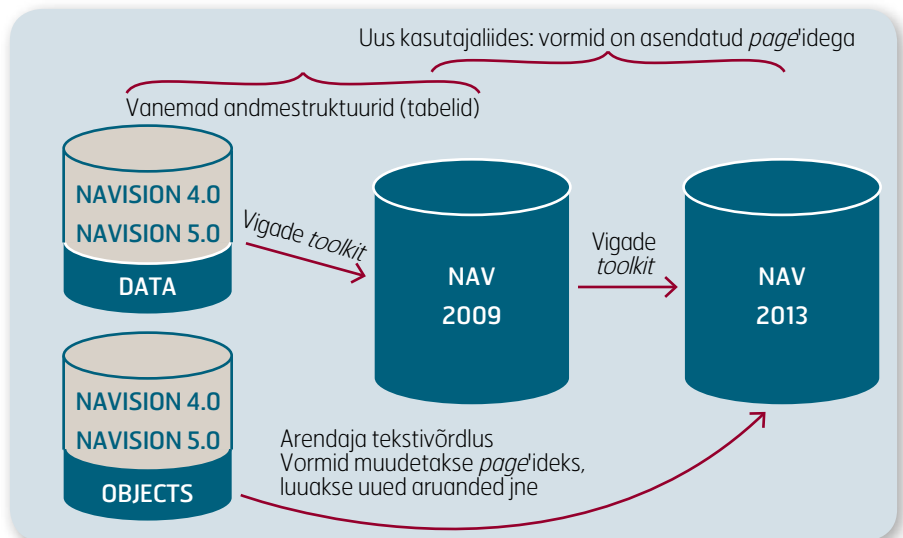 Uus kasutajaliides: vormid on asendatud page'idega
Vanemad andmestruktuurid (tabelid)
NAVISION 4.0
NAVISION 5.0
DATA
Vigade toolkit
NAV
2009
Vigade
toolkit
NAV
2013
NAVISION 4.0
NAVISION 5.0
OBJECTS
Arendaja tekstivõrdlus
Vormid muudetakse page'ideks,
luuakse uued aruanded jne